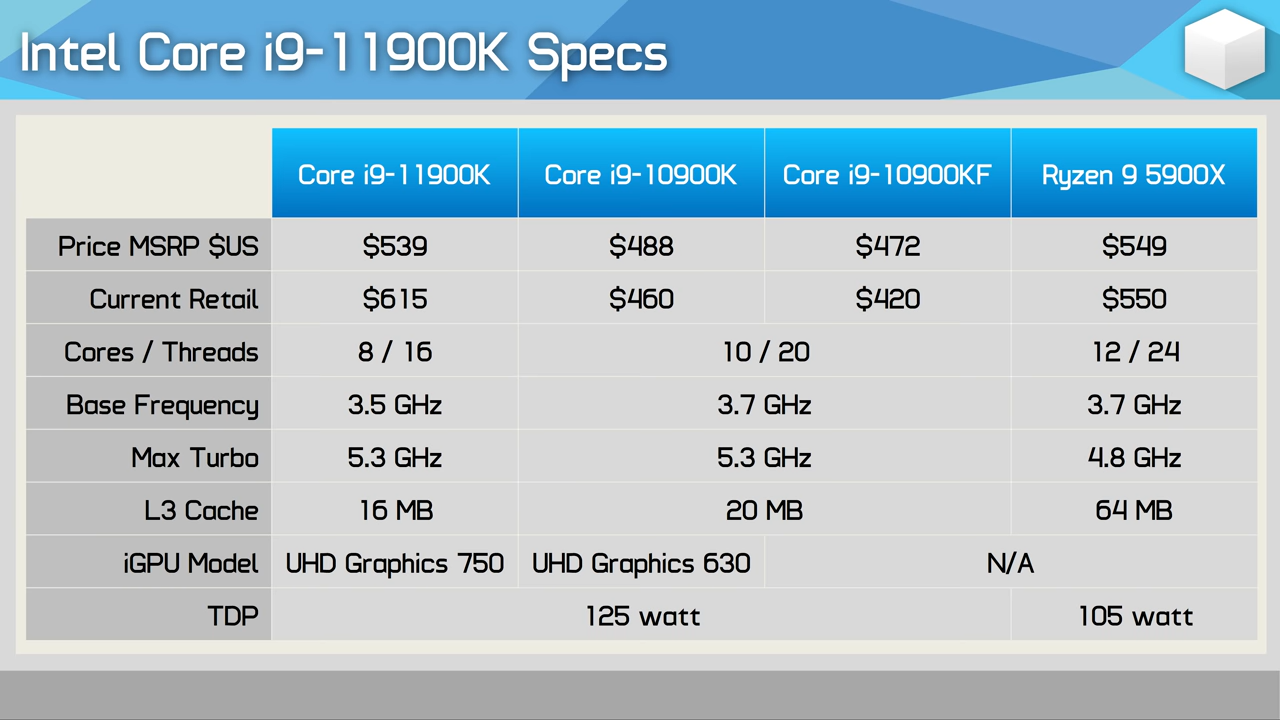 Intel Core i9-11900K Specs
Core i9-11900K Core i9-10900K Core i9-10900KF Ryzen 9 5900X
Price MSRP $US $539 $488 $472 $549
Current Retail $615 $460 $420 $550
Cores / Threads 8 / 16 10 / 20 12 / 24
Base Frequency 3.5 GHz 3.7 GHz 3.7 GHz
Max Turbo 5.3 GHz 5.3 GHz 4.8 GHz
L3 Cache 16 MB 20 MB 64 MB
iGPU Model UHD Graphics 750 UHD Graphics 630 N/A
TDP 125 watt 105 watt